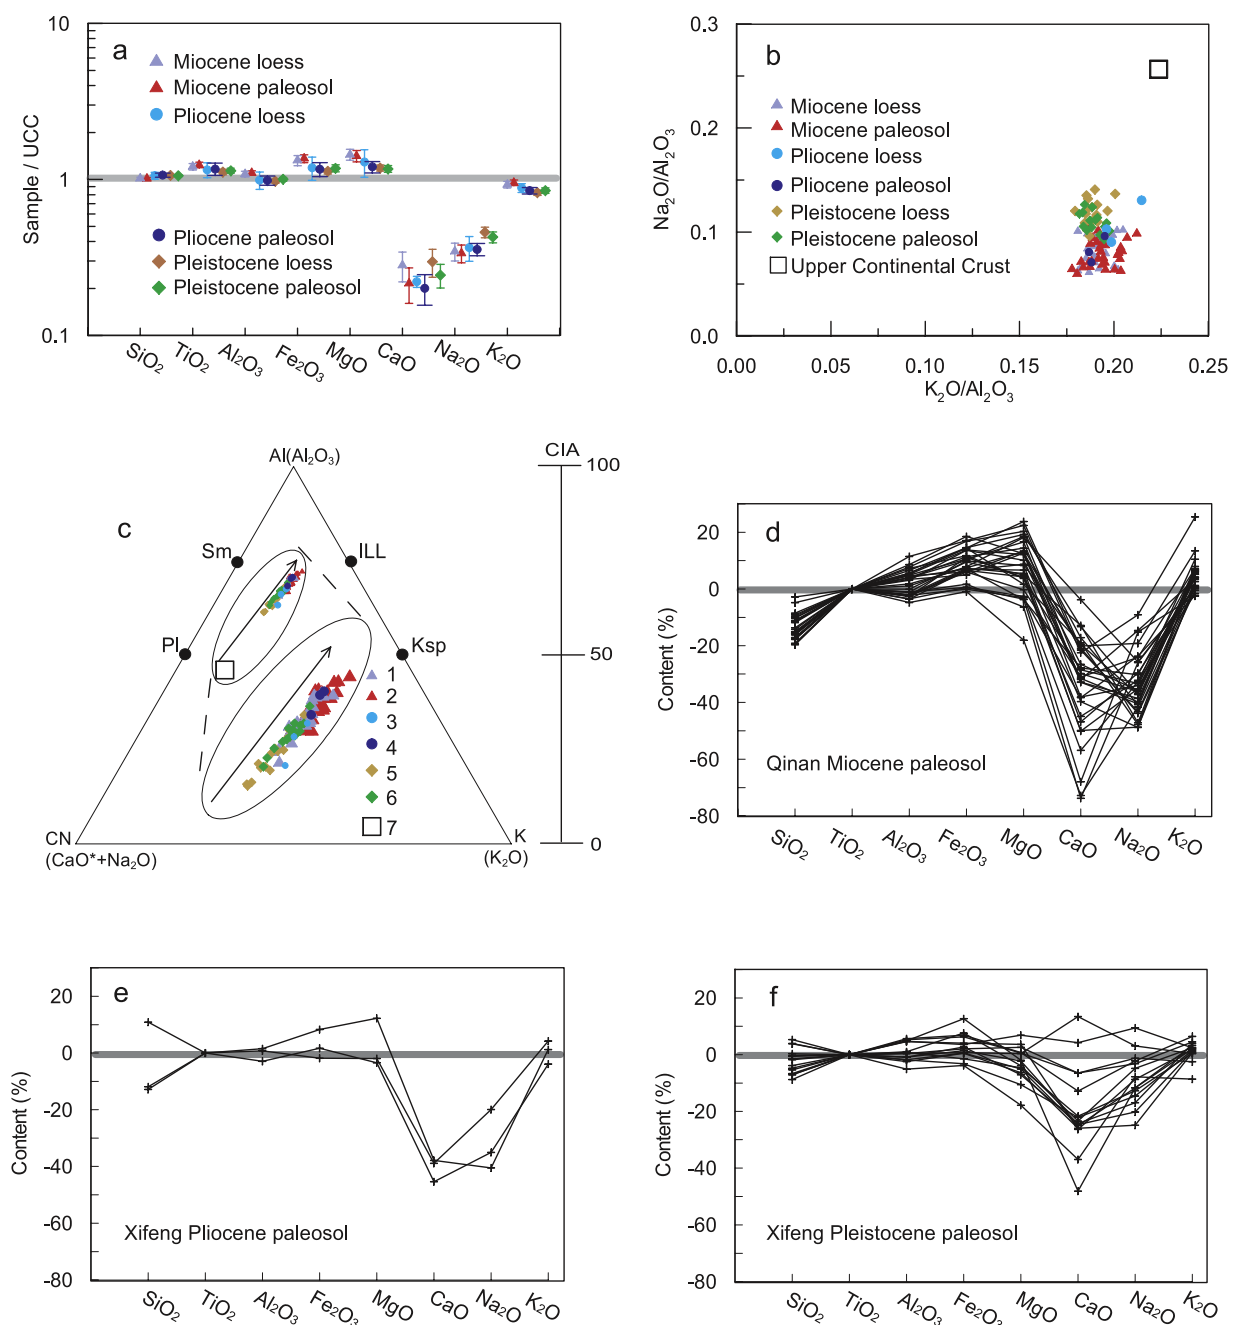 a
10
1
0.1
Sample / UCC
Miocene loess
Miocene paleosol
Pliocene loess
Pliocene paleosol
Pleistocene loess
Pleistocene paleosol
SiO₂
TiO₂
Al₂O₃
Fe₂O₃
MgO
CaO
Na₂O
K₂O
b
0.3
0.2
0.1
0.0
Na₂O/Al₂O₃
Miocene loess
Miocene paleosol
Pliocene loess
Pliocene paleosol
Pleistocene loess
Pleistocene paleosol
Upper Continental Crust
0.00
0.05
0.10
0.15
0.20
0.25
K₂O/Al₂O₃
c
Al(Al₂O₃)
CIA
100
50
0
Sm
ILL
Pl
Ksp
1
2
3
4
5
6
7
CN
(CaO*+Na₂O)
K
(K₂O)
d
20
0
-20
-40
-60
-80
Content (%)
Qinan Miocene paleosol
SiO₂
TiO₂
Al₂O₃
Fe₂O₃
MgO
CaO
Na₂O
K₂O
e
20
0
-20
-40
-60
-80
Content (%)
Xifeng Pliocene paleosol
SiO₂
TiO₂
Al₂O₃
Fe₂O₃
MgO
CaO
Na₂O
K₂O
f
20
0
-20
-40
-60
-80
Content (%)
Xifeng Pleistocene paleosol
SiO₂
TiO₂
Al₂O₃
Fe₂O₃
MgO
CaO
Na₂O
K₂O